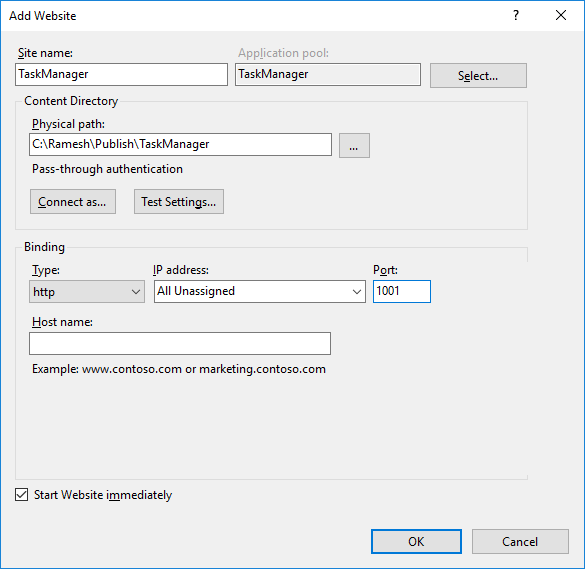 Add Website
Site name: Application pool:
TaskManager TaskManager Select...
Content Directory
Physical path:
C:\Ramesh\Publish\TaskManager ...
Pass-through authentication
Connect as... Test Settings...
Binding
Type: IP address: Port:
http All Unassigned 1001
Host name:
Example: www.contoso.com or marketing.contoso.com
Start Website immediately
OK Cancel